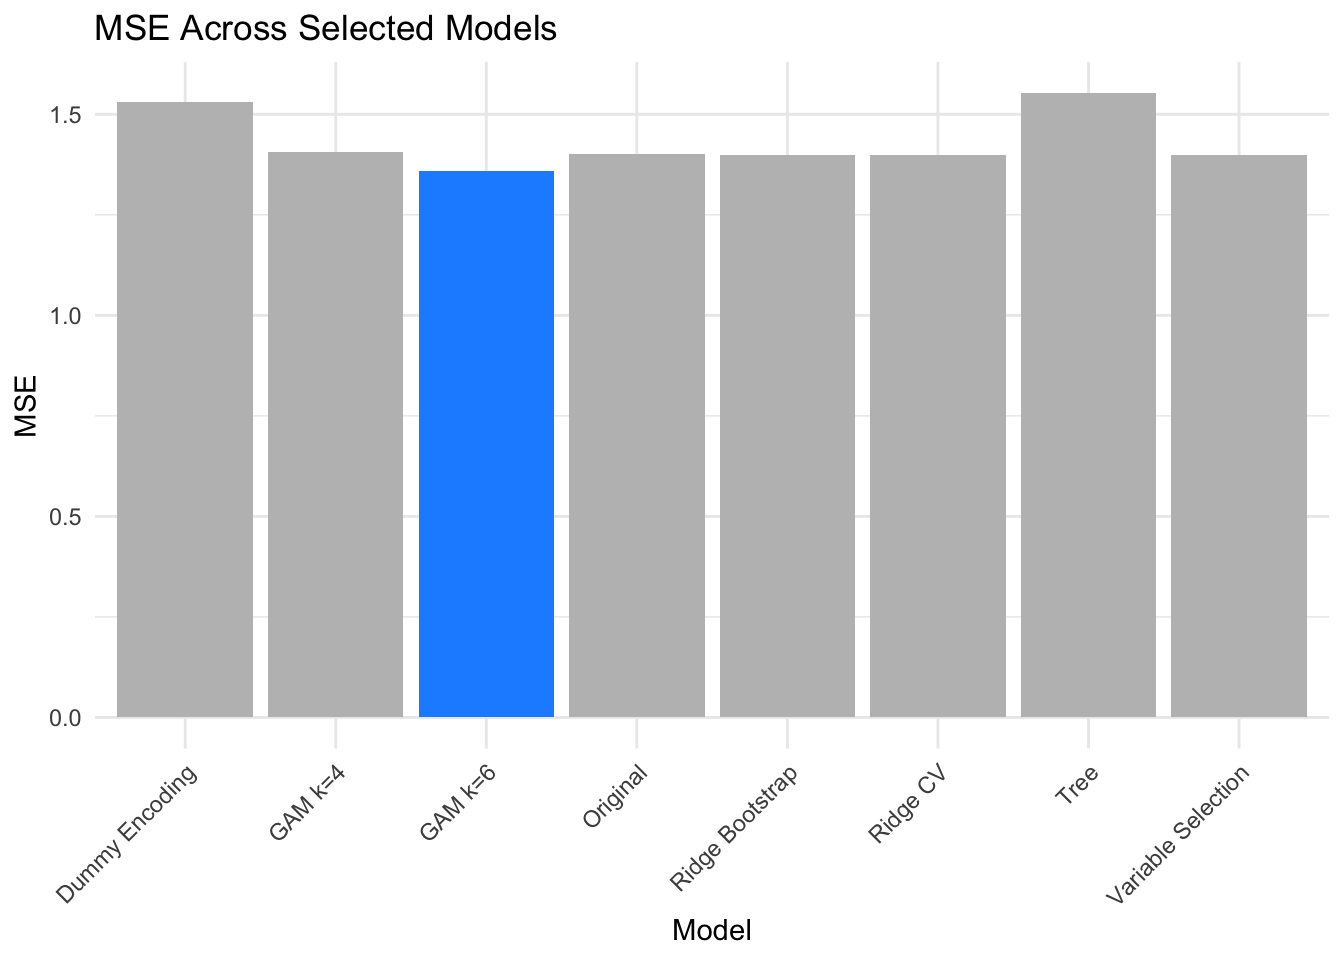 MSE Across Selected Models
MSE
1.5
1.0
0.5
0.0
Dummy Encoding
GAM k=4
GAM k=6
Original
Ridge Bootstrap
Ridge CV
Tree
Variable Selection
Model